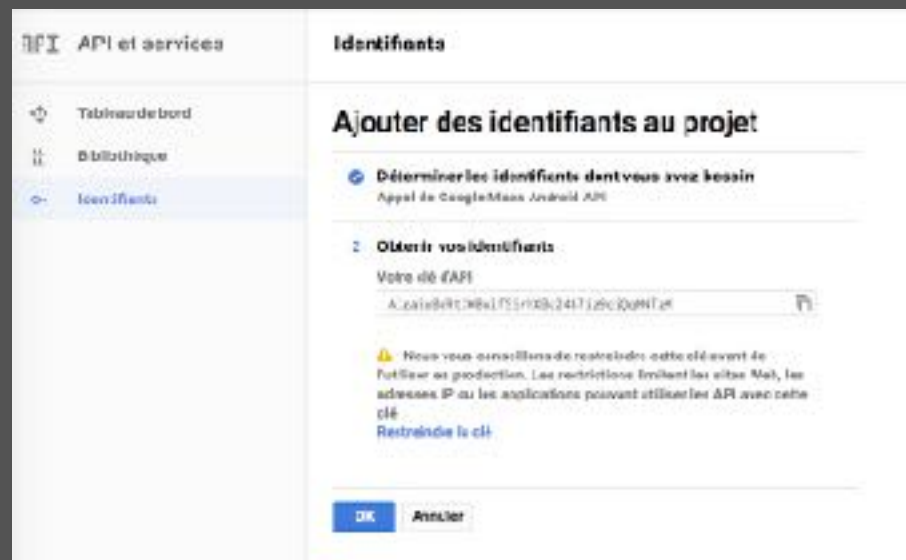 API API et services
Identifiants
Tableau de bord
Bibliothèque
Identifiants
Ajouter des identifiants au projet
Déterminer les identifiants dont vous avez besoin
Appel de Google Maps Android API
2 Obtenir vos identifiants
Votre clé d'API
Nous vous conseillons de restreindre cette clé avant de
l'utiliser en production. Les restrictions limitent les sites Web, les
adresses IP ou les applications pouvant utiliser les API avec cette
clé
Restreindre la clé
OK Annuler